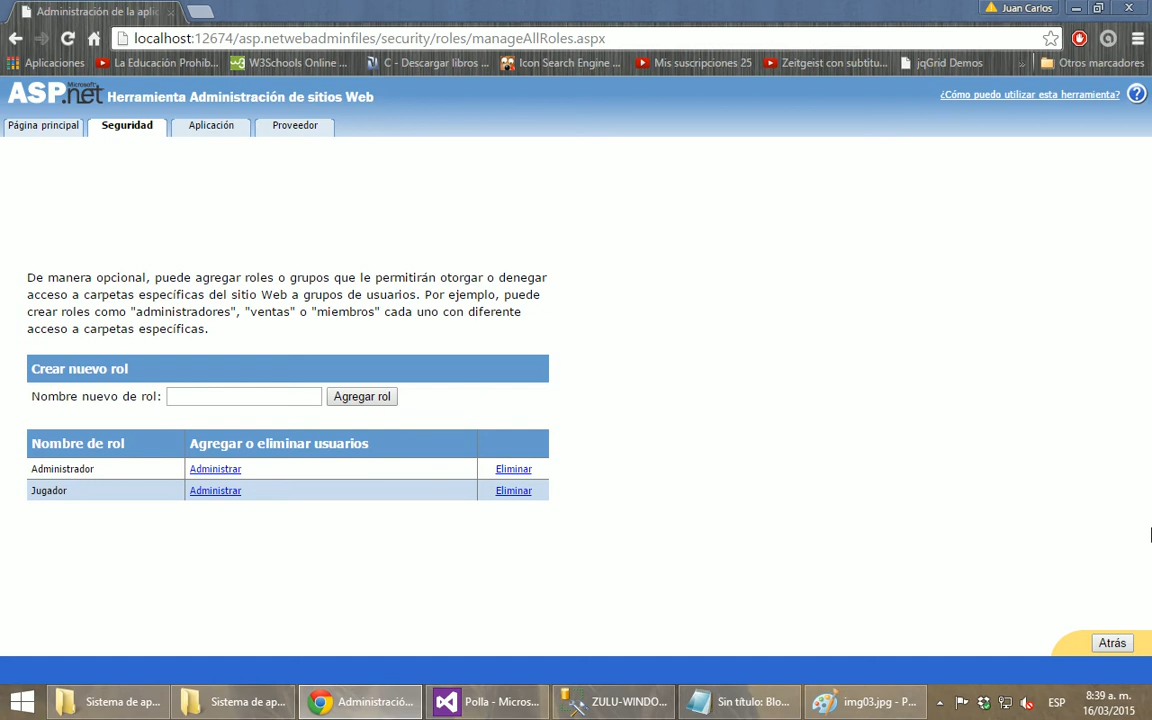 Administración de la aplic
Juan Carlos
localhost:12674/asp.netwebadminfiles/security/roles/manageAllRoles.aspx
Aplicaciones
La Educación Prohib...
W3Schools Online ...
C - Descargar libros ...
Icon Search Engine ...
Mis suscripciones 25
Zeitgeist con subtitu...
jqGrid Demos
»
Otros marcadores
Microsoft
ASP.net Herramienta Administración de sitios Web
¿Cómo puedo utilizar esta herramienta? ?
Página principal
Seguridad
Aplicación
Proveedor
De manera opcional, puede agregar roles o grupos que le permitirán otorgar o denegar
acceso a carpetas específicas del sitio Web a grupos de usuarios. Por ejemplo, puede
crear roles como "administradores", "ventas" o "miembros" cada uno con diferente
acceso a carpetas específicas.
Crear nuevo rol
Nombre nuevo de rol: Agregar rol
Nombre de rol Agregar o eliminar usuarios
Administrador Administrar Eliminar
Jugador Administrar Eliminar
Atrás
Sistema de ap...
Sistema de ap...
Administració...
Polla - Micros...
ZULU-WINDO...
Sin título: Blo...
img03.jpg - P...
ESP
8:39 a. m.
16/03/2015